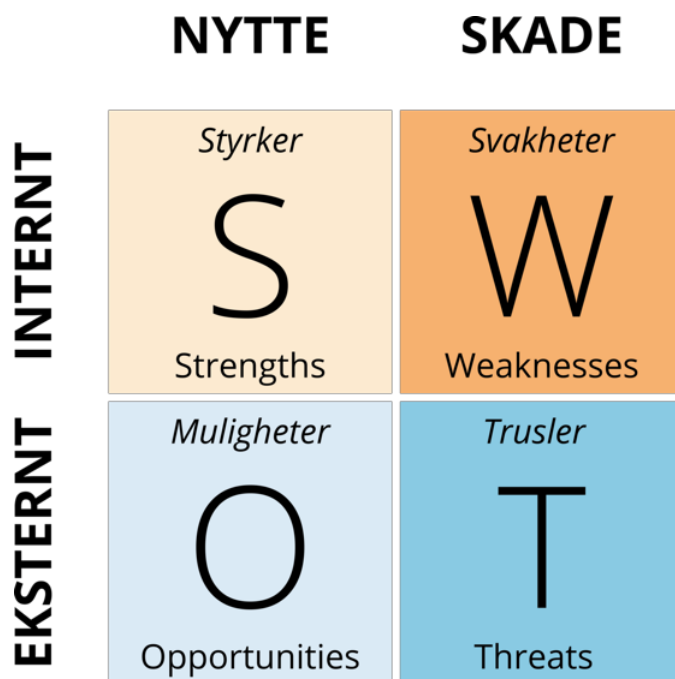 NYTTE SKADE
INTERNT
Styrker
S
Strengths
Svakheter
W
Weaknesses
EKSTERNT
Muligheter
O
Opportunities
Trusler
T
Threats